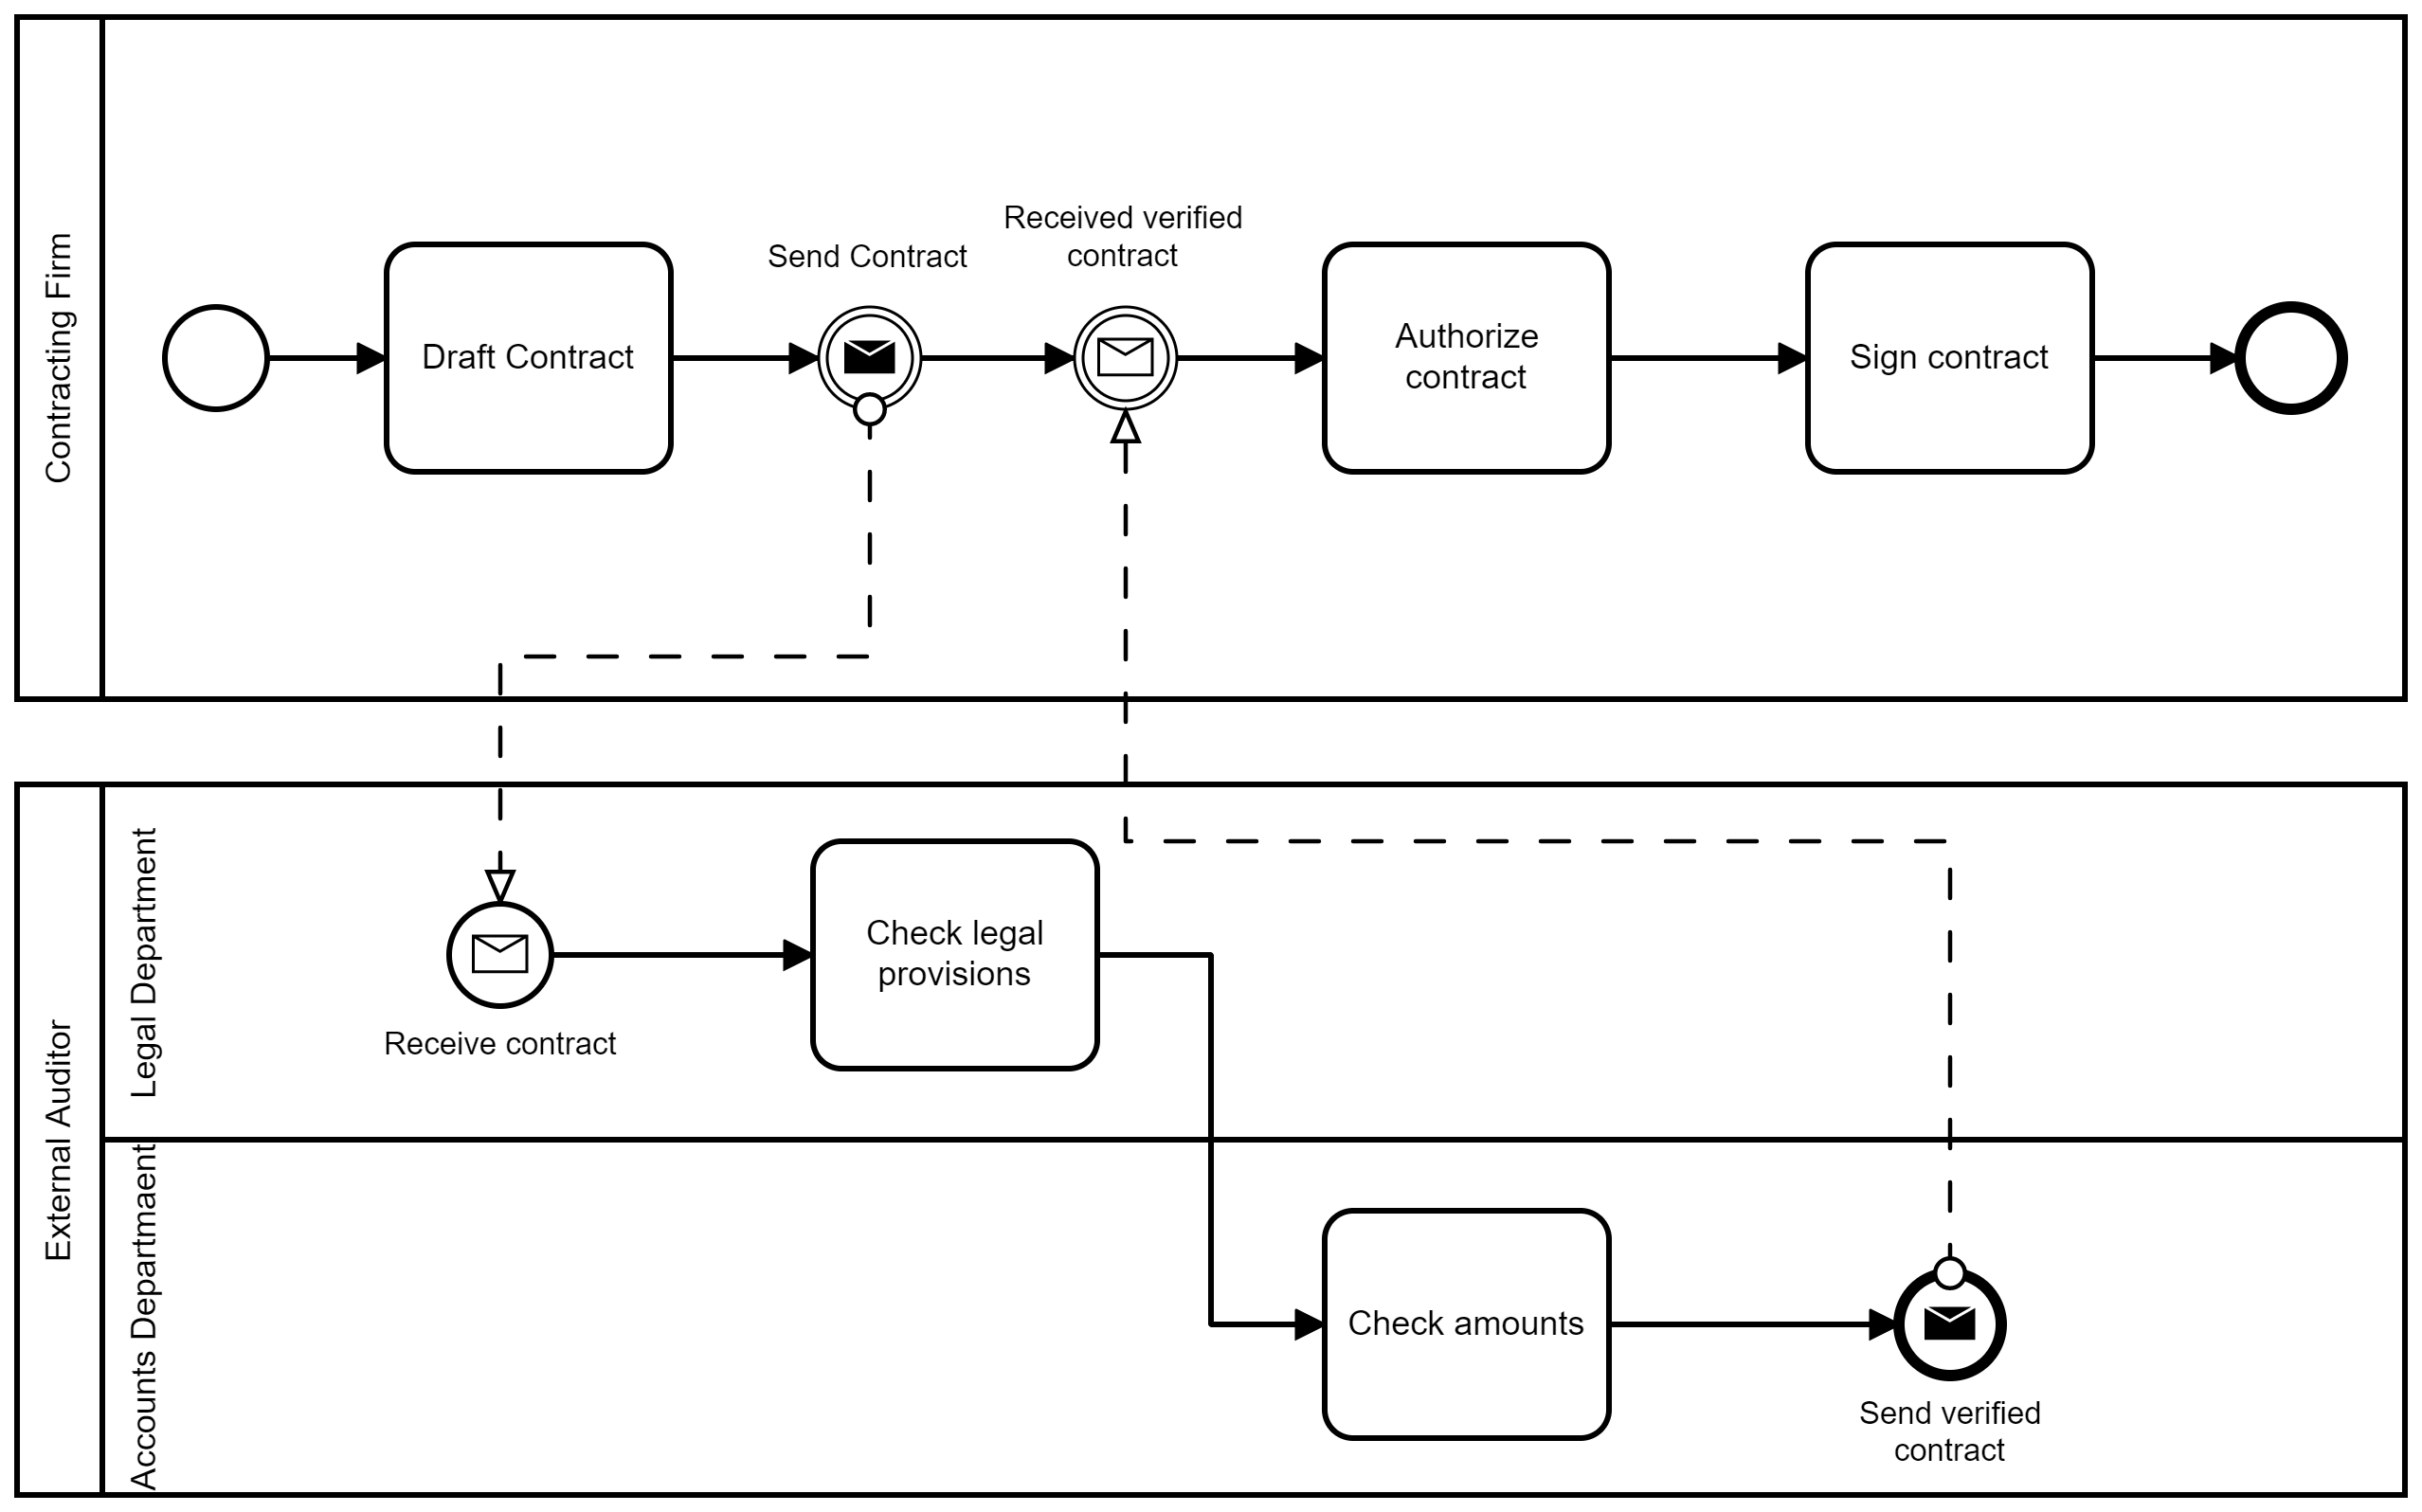 Contracting Firm
Draft Contract
Send Contract
Received verified
contract
Authorize
contract
Sign contract
External Auditor
Legal Department
Receive contract
Check legal
provisions
Accounts Departmaent
Check amounts
Send verified
contract